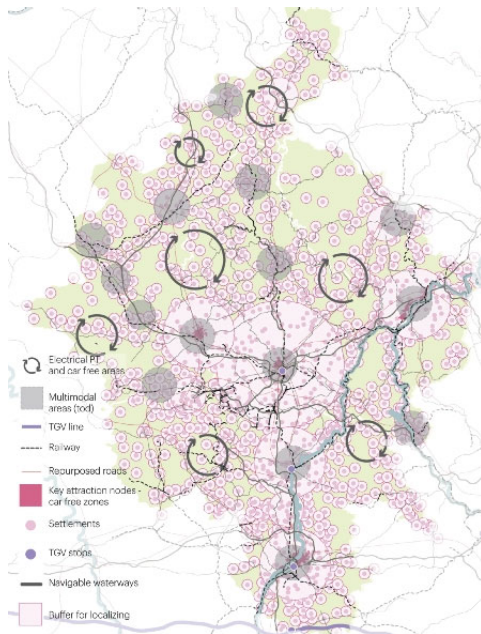 Electrical PT
and car free areas
Multimodal
areas (tod)
TGV line
Railway
Repurposed roads
Key attraction nodes -
car free zones
Settlements
TGV stops
Navigable waterways
Buffer for localizing